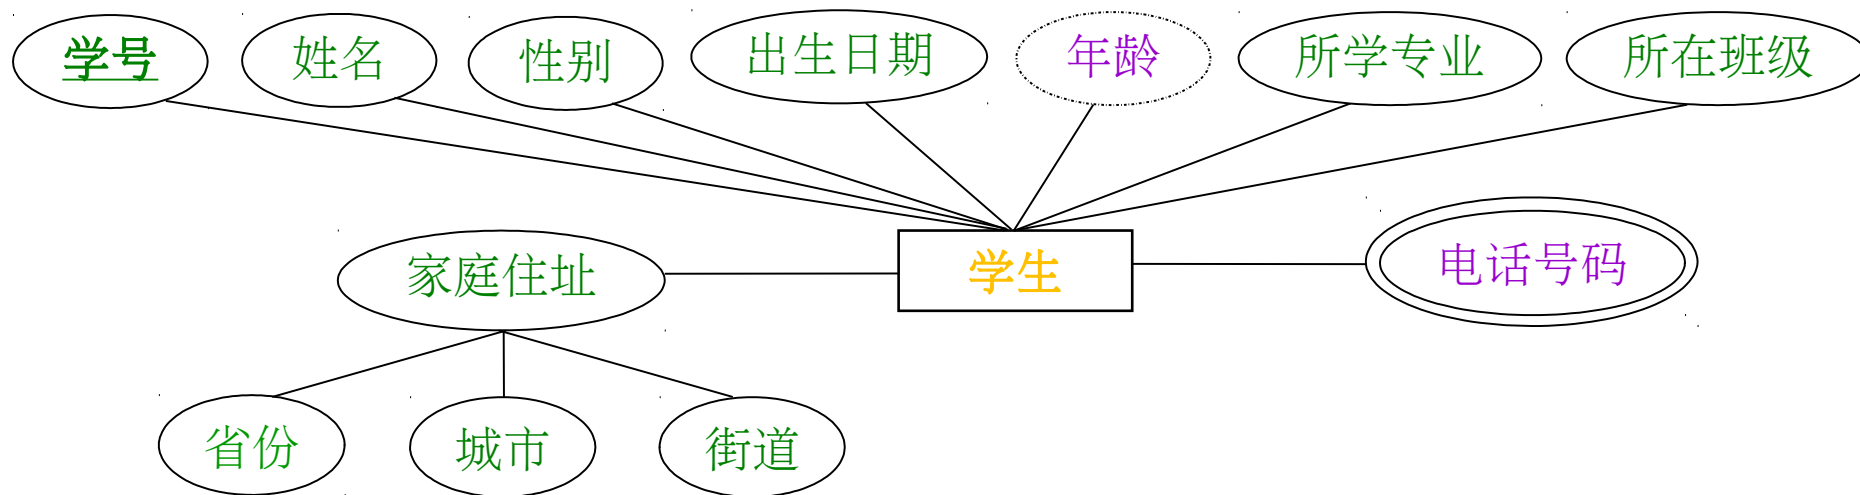 学号
姓名
性别
出生日期
年龄
所学专业
所在班级
家庭住址
学生
电话号码
省份
城市
街道